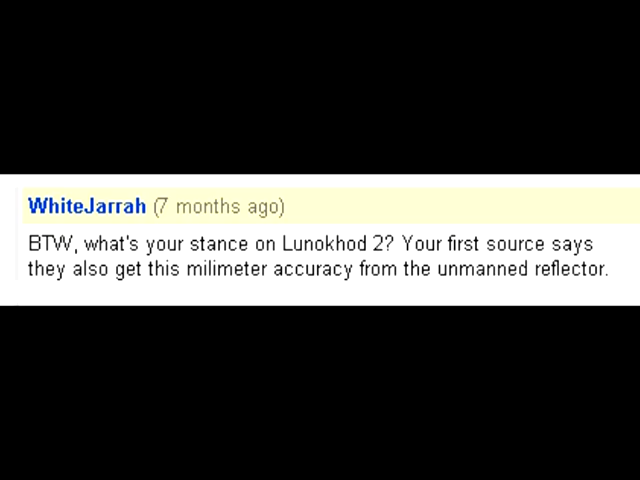 WhiteJarrah (7 months ago)
BTW, what's your stance on Lunokhod 2? Your first source says
they also get this milimeter accuracy from the unmanned reflector.